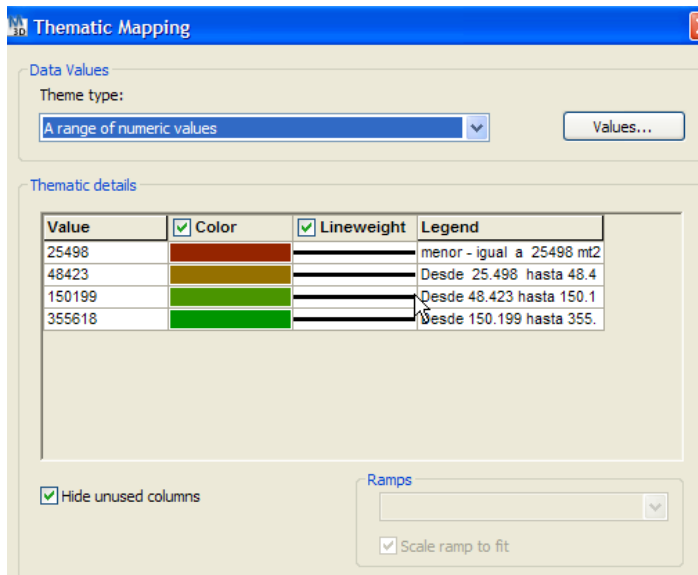 Thematic Mapping
Data Values
Theme type:
A range of numeric values
Values...
Thematic details
Value Color Lineweight Legend
25498 menor - igual a 25498 mt2
48423 Desde 25.498 hasta 48.4
150199 Desde 48.423 hasta 150.1
355618 Desde 150.199 hasta 355.
Hide unused columns
Ramps
Scale ramp to fit